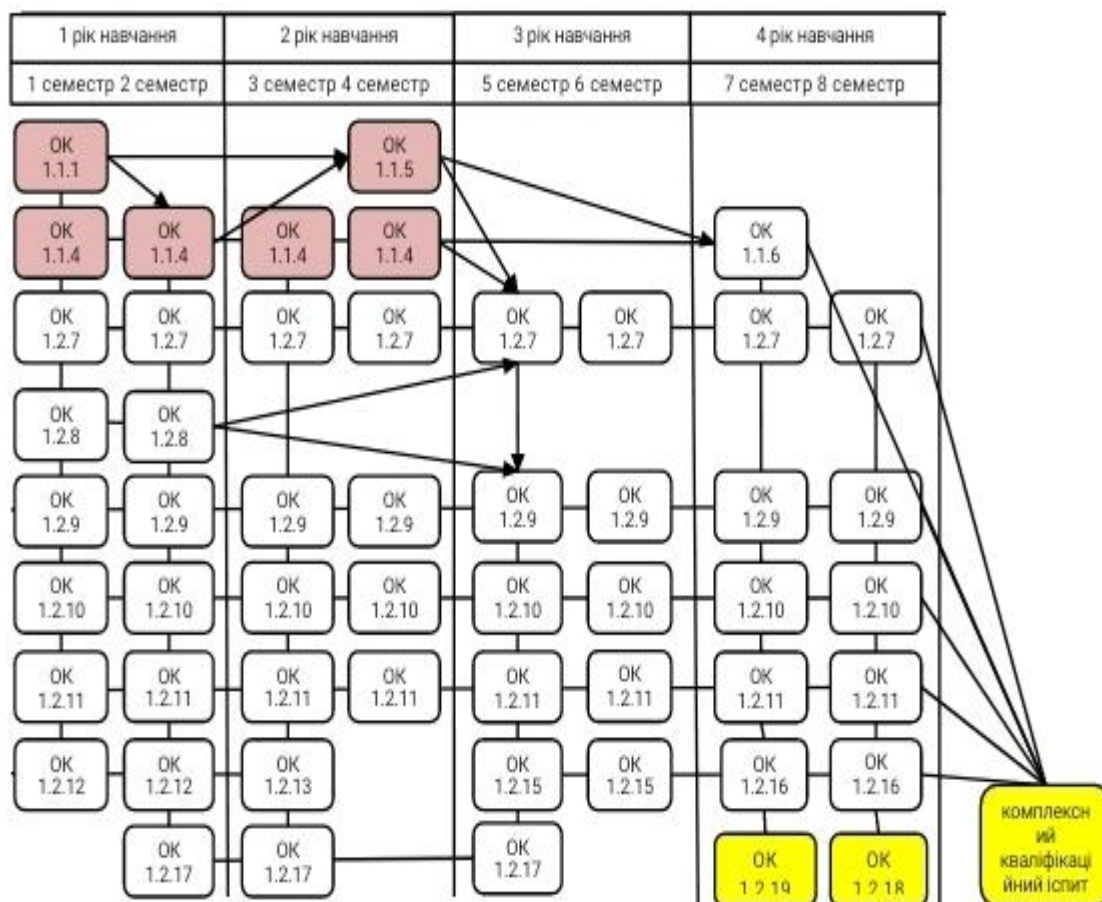 1 рік навчання
2 рік навчання
3 рік навчання
4 рік навчання
1 семестр 2 семестр
3 семестр 4 семестр
5 семестр 6 семестр
7 семестр 8 семестр
ОК
1.1.1
ОК
1.1.5
ОК
1.1.4
ОК
1.1.4
ОК
1.1.4
ОК
1.1.4
ОК
1.1.6
ОК
1.2.7
ОК
1.2.7
ОК
1.2.7
ОК
1.2.7
ОК
1.2.7
ОК
1.2.7
ОК
1.2.7
ОК
1.2.7
ОК
1.2.8
ОК
1.2.8
ОК
1.2.9
ОК
1.2.9
ОК
1.2.9
ОК
1.2.9
ОК
1.2.9
ОК
1.2.9
ОК
1.2.9
ОК
1.2.9
ОК
1.2.10
ОК
1.2.10
ОК
1.2.10
ОК
1.2.10
ОК
1.2.10
ОК
1.2.10
ОК
1.2.10
ОК
1.2.10
ОК
1.2.11
ОК
1.2.11
ОК
1.2.11
ОК
1.2.11
ОК
1.2.11
ОК
1.2.11
ОК
1.2.11
ОК
1.2.11
ОК
1.2.12
ОК
1.2.12
ОК
1.2.13
ОК
1.2.15
ОК
1.2.15
ОК
1.2.16
ОК
1.2.16
ОК
1.2.17
ОК
1.2.17
ОК
1.2.17
ОК
1.2.19
ОК
1.2.18
комплексн
ий
кваліфікаці
йний іспит